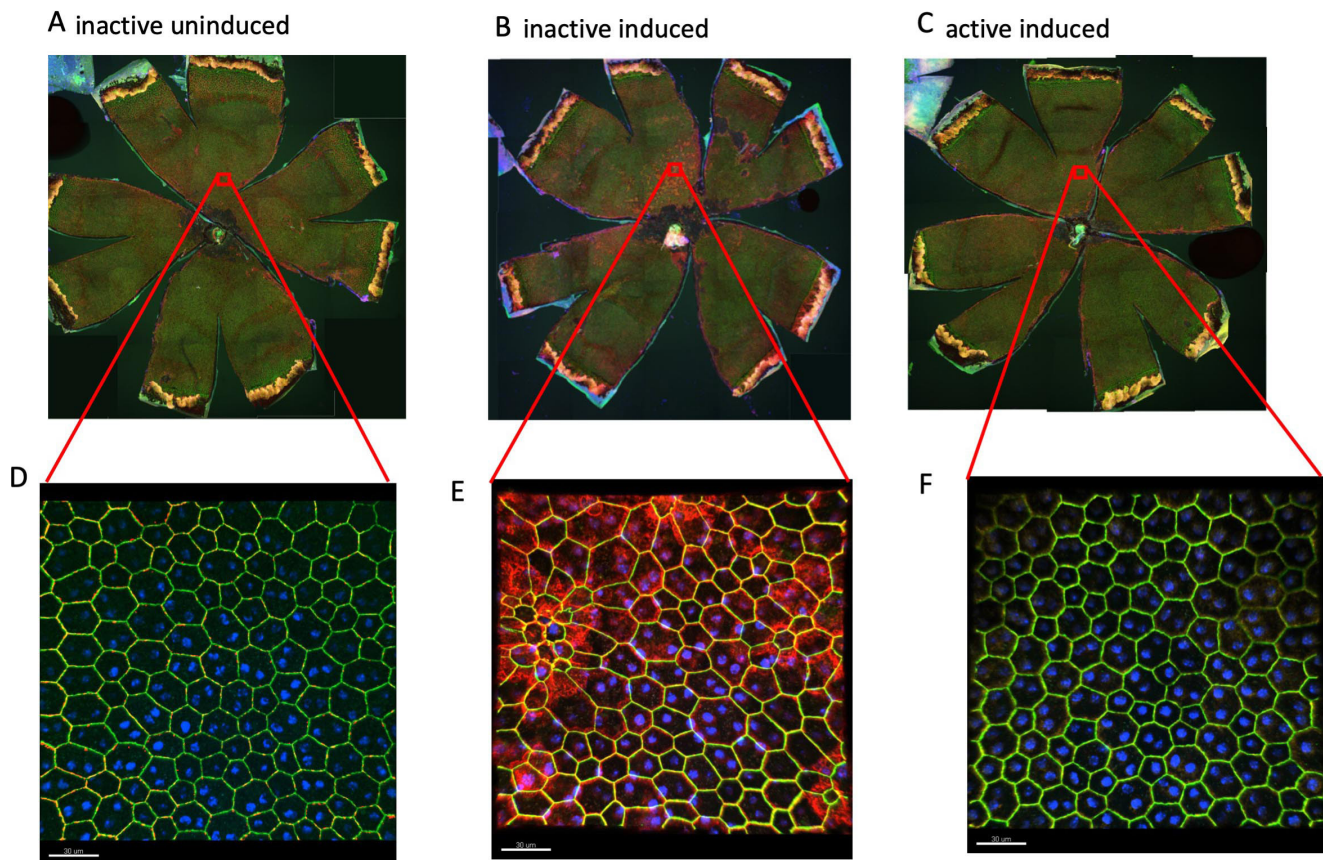 A inactive uninduced
B inactive induced
C active induced
D
E
F
30 um
30 um
30 um